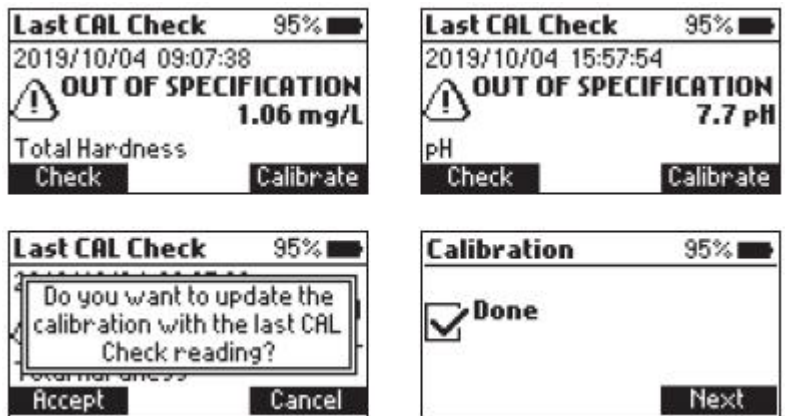 Last CAL Check 95%
2019/10/04 09:07:38
OUT OF SPECIFICATION
1.06 mg/L
Total Hardness
Check Calibrate
Last CAL Check 95%
2019/10/04 15:57:54
OUT OF SPECIFICATION
7.7 pH
pH
Check Calibrate
Last CAL Check 95%
Do you want to update the
calibration with the last CAL
Check reading?
Accept Cancel
Calibration 95%
Done
Next